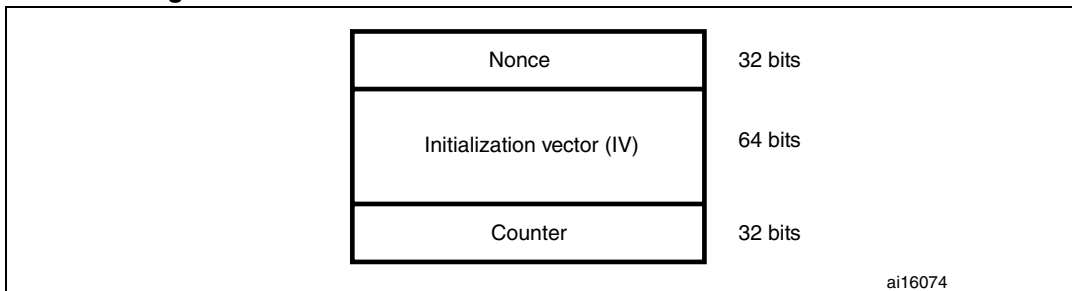 Nonce 32 bits
Initialization vector (IV) 64 bits
Counter 32 bits
ai16074